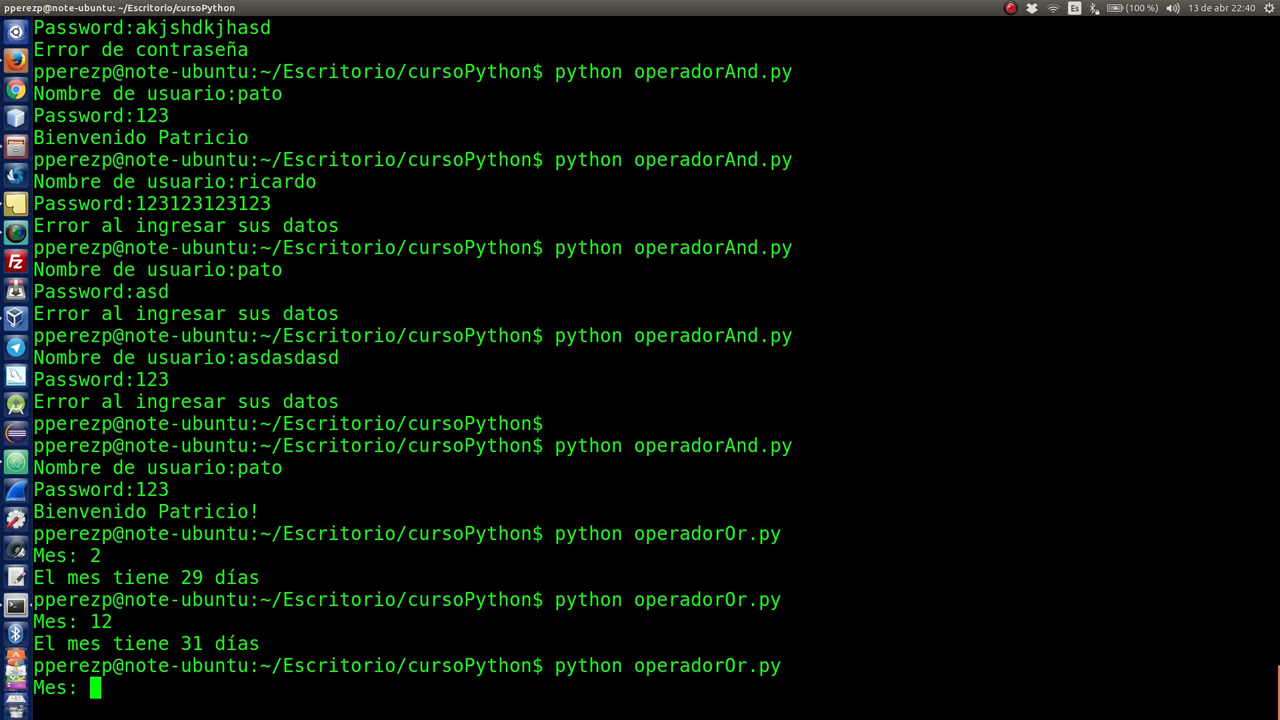 pperezp@note-ubuntu: ~/Escritorio/cursoPython
Es
(100 %)
13 de abr 22:40
Password:akjshdkjhasd
Error de contraseña
pperezp@note-ubuntu:~/Escritorio/cursoPython$ python operadorAnd.py
Nombre de usuario:pato
Password:123
Bienvenido Patricio
pperezp@note-ubuntu:~/Escritorio/cursoPython$ python operadorAnd.py
Nombre de usuario:ricardo
Password:123123123123
Error al ingresar sus datos
pperezp@note-ubuntu:~/Escritorio/cursoPython$ python operadorAnd.py
Nombre de usuario:pato
Password:asd
Error al ingresar sus datos
pperezp@note-ubuntu:~/Escritorio/cursoPython$ python operadorAnd.py
Nombre de usuario:asdasdasd
Password:123
Error al ingresar sus datos
pperezp@note-ubuntu:~/Escritorio/cursoPython$
pperezp@note-ubuntu:~/Escritorio/cursoPython$ python operadorAnd.py
Nombre de usuario:pato
Password:123
Bienvenido Patricio!
pperezp@note-ubuntu:~/Escritorio/cursoPython$ python operadorOr.py
Mes: 2
El mes tiene 29 días
pperezp@note-ubuntu:~/Escritorio/cursoPython$ python operadorOr.py
Mes: 12
El mes tiene 31 días
pperezp@note-ubuntu:~/Escritorio/cursoPython$ python operadorOr.py
Mes: